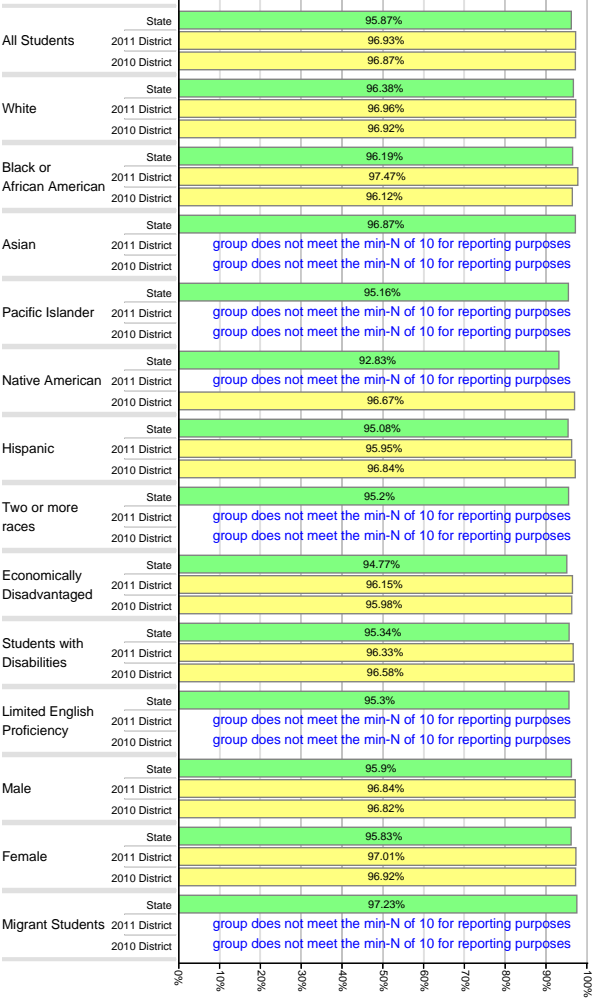 All Students
State 95.87%
2011 District 96.93%
2010 District 96.87%
White
State 96.38%
2011 District 96.96%
2010 District 96.92%
Black or
African American
State 96.19%
2011 District 97.47%
2010 District 96.12%
Asian
State 96.87%
2011 District group does not meet the min-N of 10 for reporting purposes
2010 District group does not meet the min-N of 10 for reporting purposes
Pacific Islander
State 95.16%
2011 District group does not meet the min-N of 10 for reporting purposes
2010 District group does not meet the min-N of 10 for reporting purposes
Native American
State 92.83%
2011 District group does not meet the min-N of 10 for reporting purposes
2010 District 96.67%
Hispanic
State 95.08%
2011 District 95.95%
2010 District 96.84%
Two or more
races
State 95.2%
2011 District group does not meet the min-N of 10 for reporting purposes
2010 District group does not meet the min-N of 10 for reporting purposes
Economically
Disadvantaged
State 94.77%
2011 District 96.15%
2010 District 95.98%
Students with
Disabilities
State 95.34%
2011 District 96.33%
2010 District 96.58%
Limited English
Proficiency
State 95.3%
2011 District group does not meet the min-N of 10 for reporting purposes
2010 District group does not meet the min-N of 10 for reporting purposes
Male
State 95.9%
2011 District 96.84%
2010 District 96.82%
Female
State 95.83%
2011 District 97.01%
2010 District 96.92%
Migrant Students
State 97.23%
2011 District group does not meet the min-N of 10 for reporting purposes
2010 District group does not meet the min-N of 10 for reporting purposes
0% 10% 20% 30% 40% 50% 60% 70% 80% 90% 100%